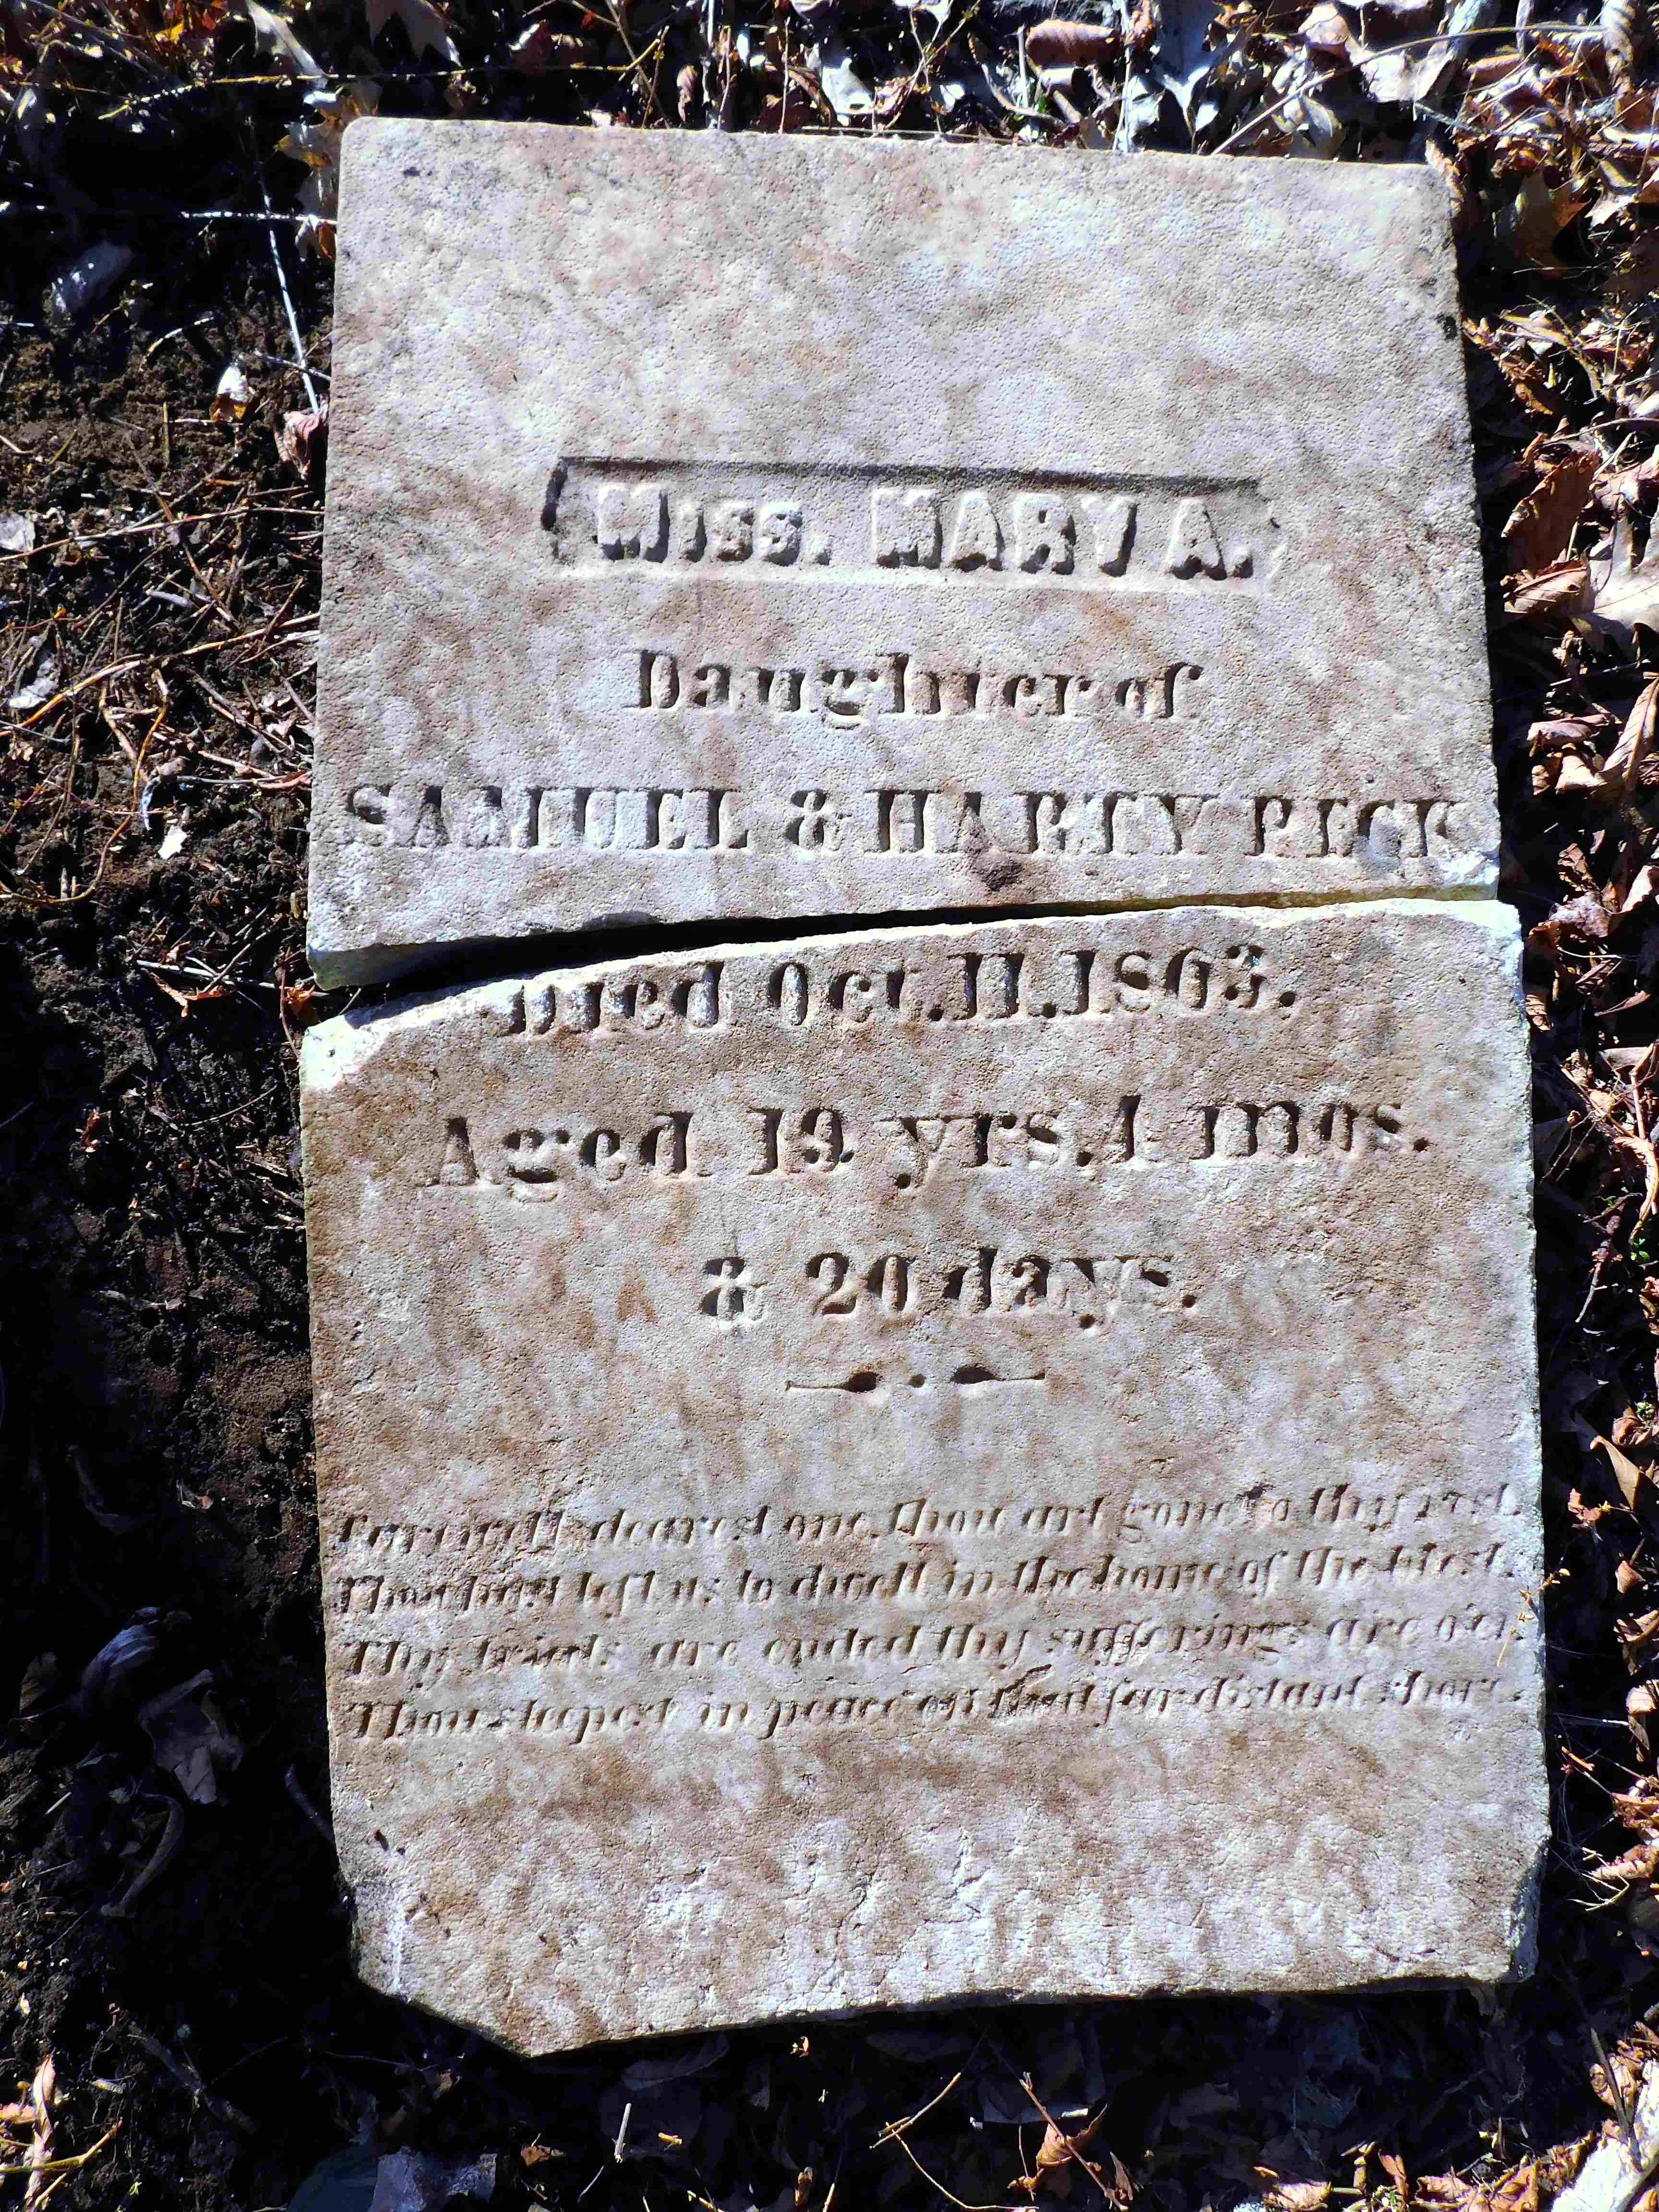 Miss. MARY A.
Daughter of
SAMUEL & HARTY PECK
Died Oct. 11. 1863.
Aged 19 yrs. 4 mos.
& 20 days.
Farewell dearest one, thou art gone to thy rest.
Thou hast left us to dwell in the home of the blest.
Thy trials are ended thy sufferings are o'er.
Thou sleepest in peace on that far distant shore.